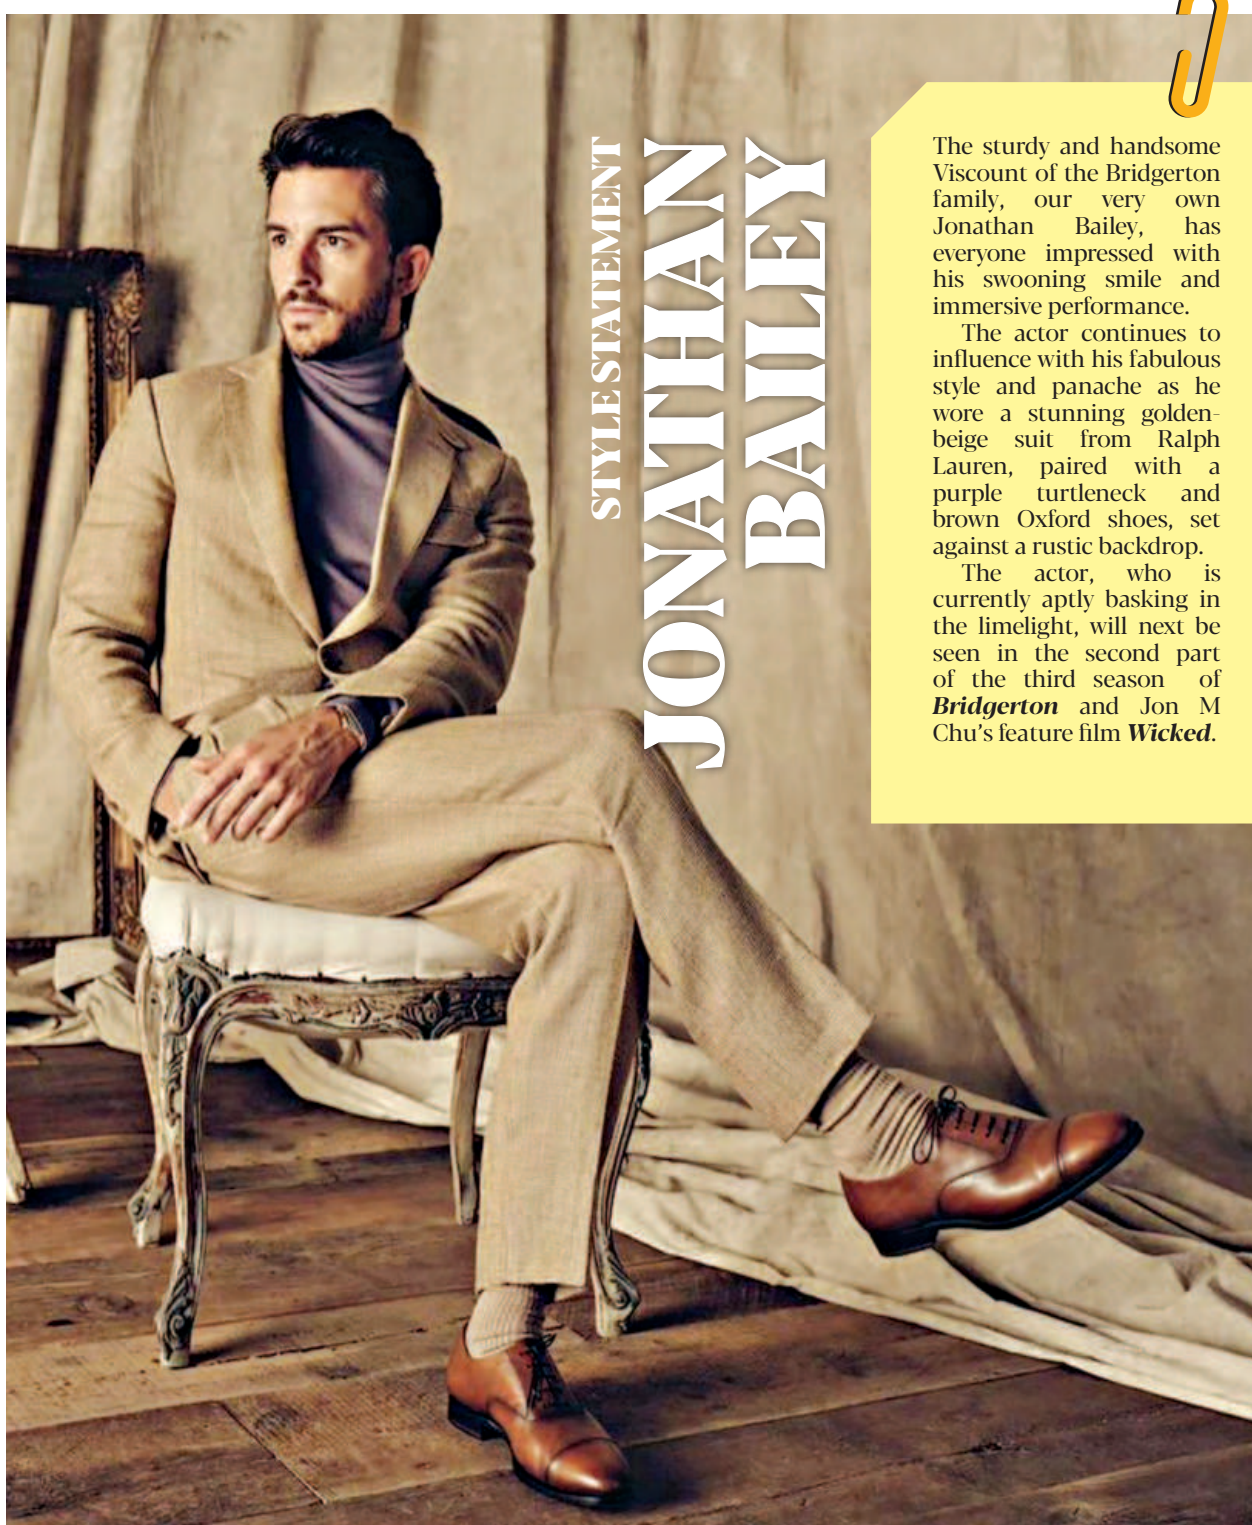 STYLE STATEMENT
JONATHAN
BAILEY
The sturdy and handsome
Viscount of the Bridgerton
family, our very own
Jonathan Bailey, has
everyone impressed with
his swooning smile and
immersive performance.
The actor continues to
influence with his fabulous
style and panache as he
wore a stunning golden-
beige suit from Ralph
Lauren, paired with a
purple turtleneck and
brown Oxford shoes, set
against a rustic backdrop.
The actor, who is
currently aptly basking in
the limelight, will next be
seen in the second part
of the third season of
Bridgerton and Jon M
Chu’s feature film Wicked.